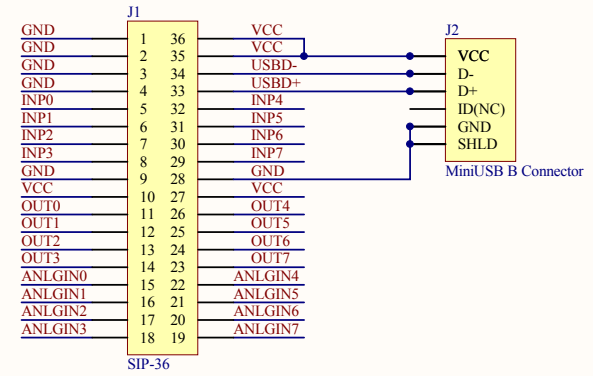 J1
J2
GND 1 36 VCC
GND 2 35 VCC VCC
GND 3 34 USBD- D-
GND 4 33 USBD+ D+
INP0 5 32 INP4 ID(NC)
INP1 6 31 INP5 GND
INP2 7 30 INP6 SHLD
INP3 8 29 INP7
GND 9 28 GND MiniUSB B Connector
VCC 10 27 VCC
OUT0 11 26 OUT4
OUT1 12 25 OUT5
OUT2 13 24 OUT6
OUT3 14 23 OUT7
ANLGIN0 15 22 ANLGIN4
ANLGIN1 16 21 ANLGIN5
ANLGIN2 17 20 ANLGIN6
ANLGIN3 18 19 ANLGIN7
SIP-36